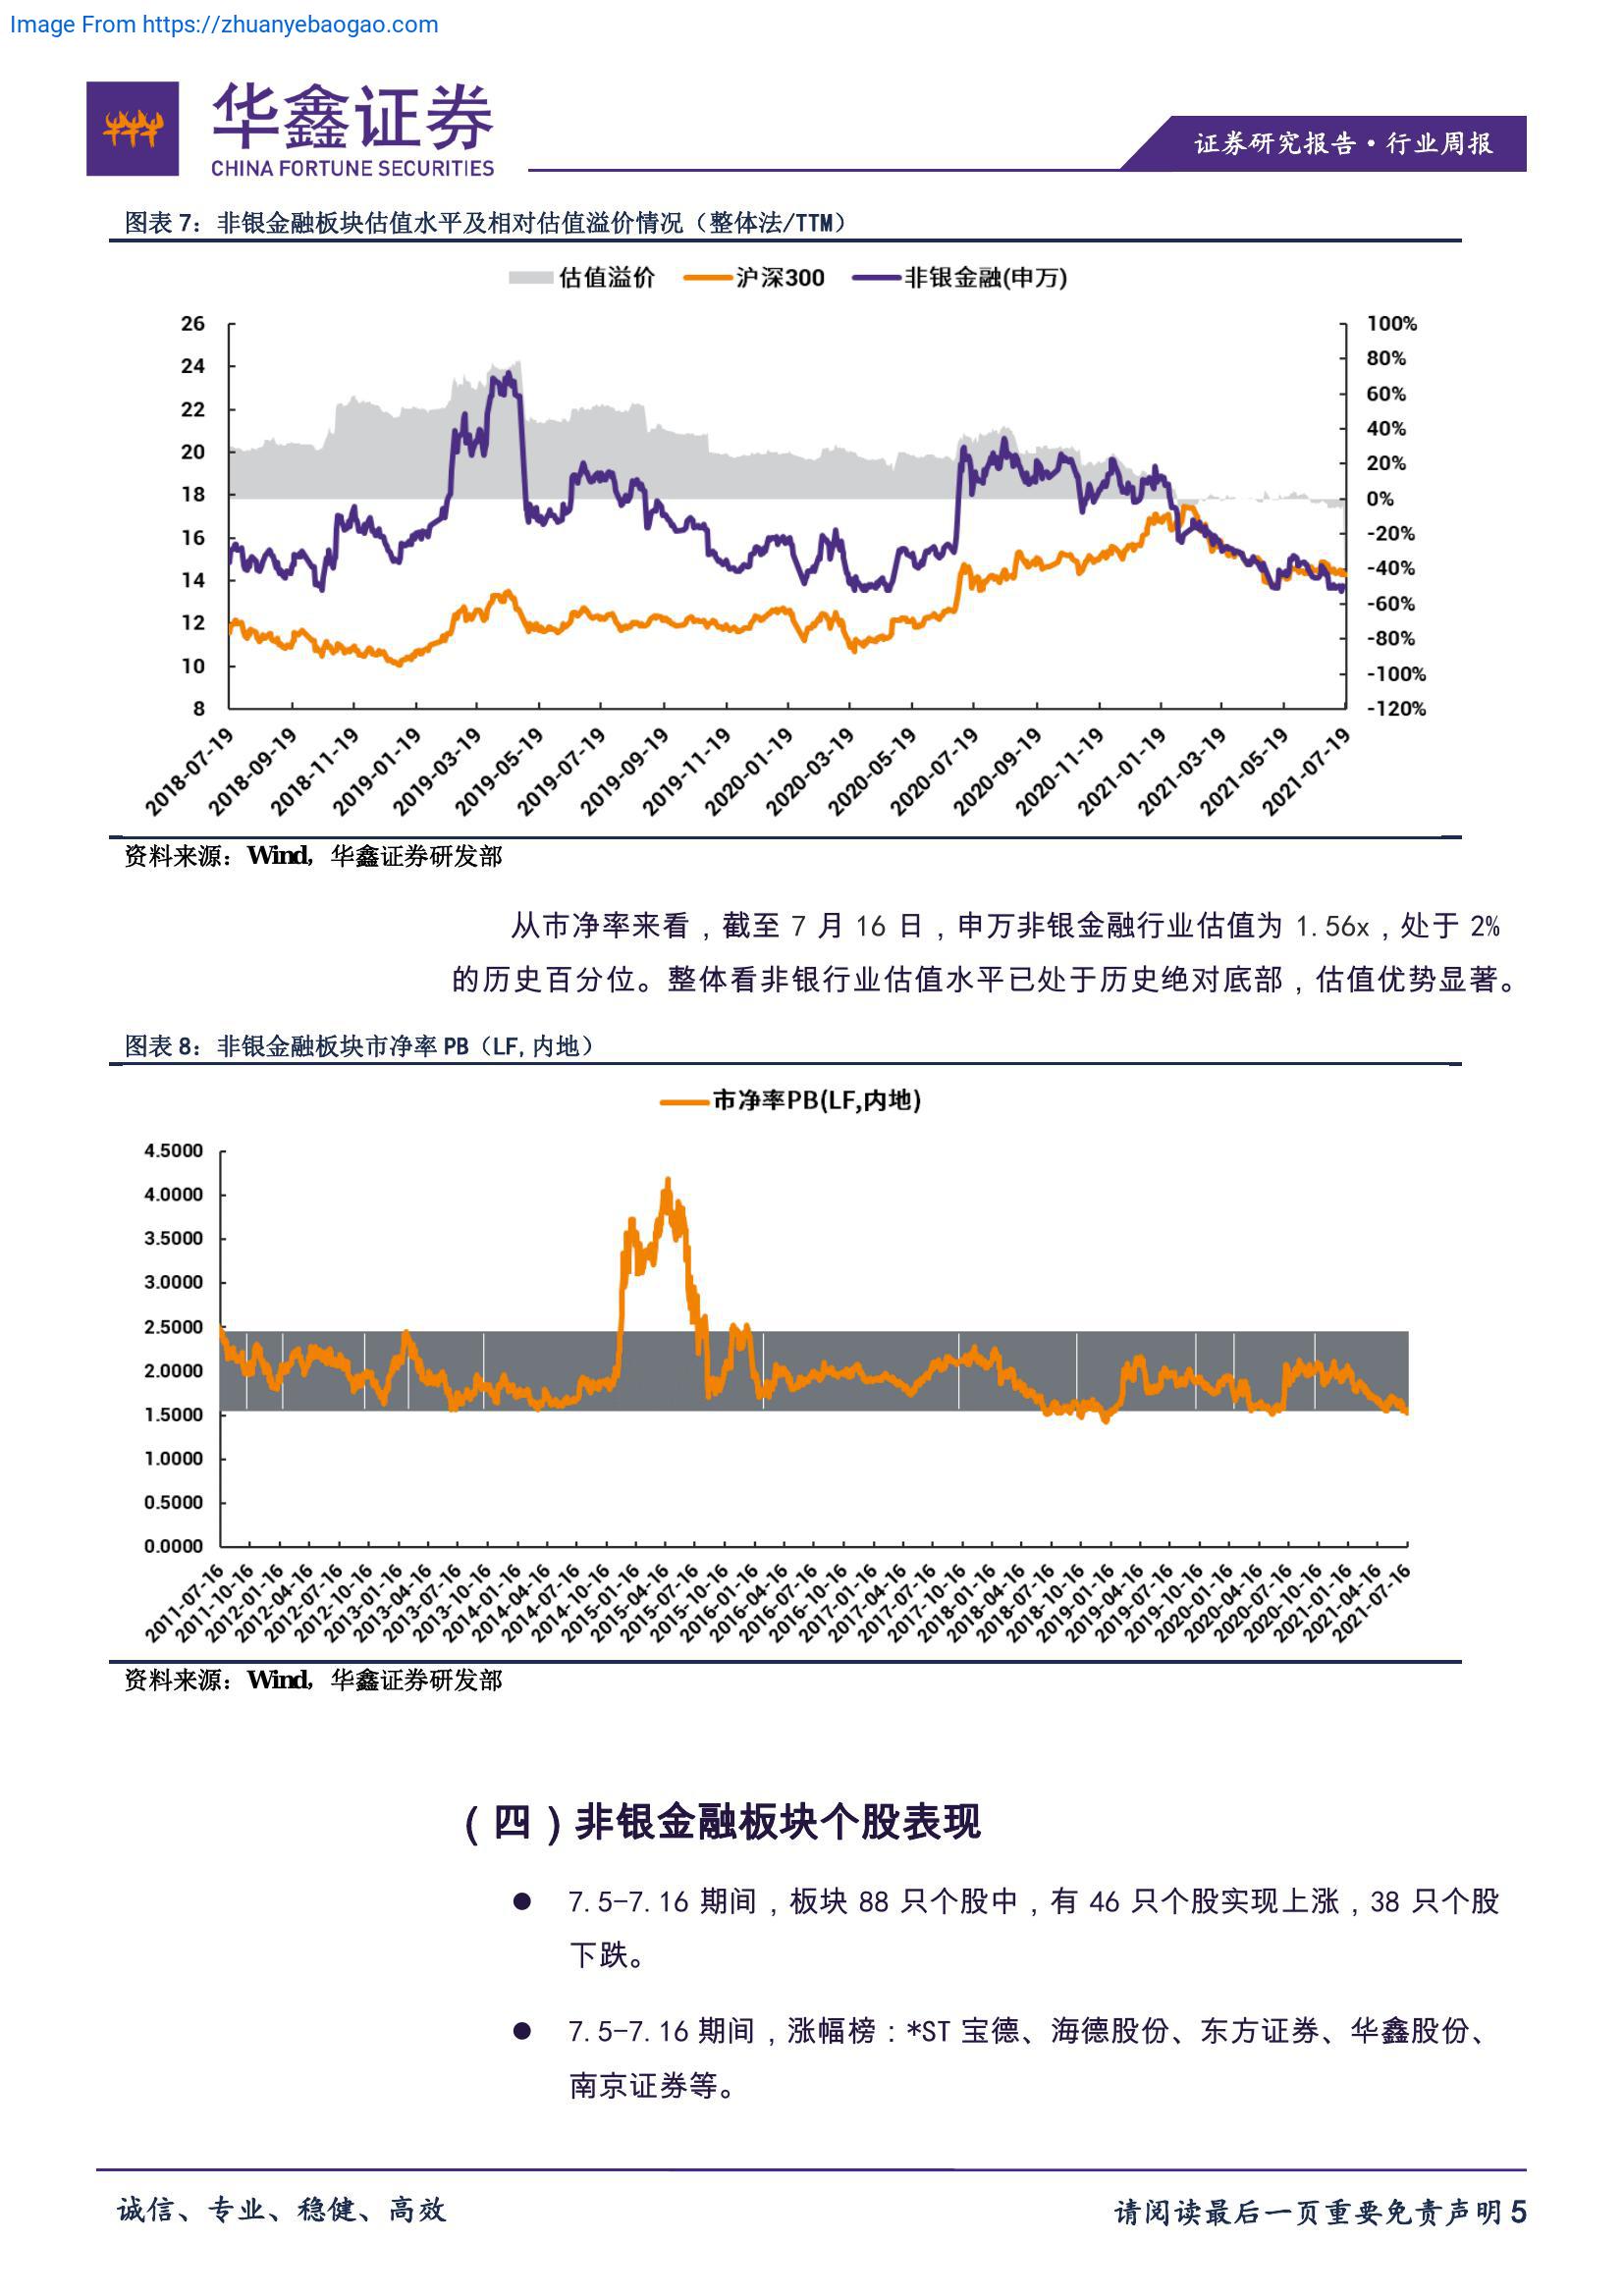 Image From https://zhuanyebaogao.com
华鑫证券
CHINA FORTUNE SECURITIES
证券研究报告·行业周报
图表 7：非银金融板块估值水平及相对估值溢价情况（整体法/TTM）
估值溢价 沪深300 非银金融(申万)
26 100%
24 80%
22 60%
20 40%
18 20%
16 0%
14 -20%
12 -40%
10 -60%
8 -80%
-100%
-120%
2018-07-19 2018-09-19 2018-11-19 2019-01-19 2019-03-19 2019-05-19 2019-07-19 2019-09-19 2019-11-19 2020-01-19 2020-03-19 2020-05-19 2020-07-19 2020-09-19 2020-11-19 2021-01-19 2021-03-19 2021-05-19 2021-07-19
资料来源：Wind，华鑫证券研发部
从市净率来看，截至 7 月 16 日，申万非银金融行业估值为 1.56x，处于 2%
的历史百分位。整体看非银行业估值水平已处于历史绝对底部，估值优势显著。
图表 8：非银金融板块市净率 PB（LF,内地）
市净率PB(LF,内地)
4.5000
4.0000
3.5000
3.0000
2.5000
2.0000
1.5000
1.0000
0.5000
0.0000
2011-07-16 2011-10-16 2012-01-16 2012-04-16 2012-07-16 2012-10-16 2013-01-16 2013-04-16 2013-07-16 2013-10-16 2014-01-16 2014-04-16 2014-07-16 2014-10-16 2015-01-16 2015-04-16 2015-07-16 2015-10-16 2016-01-16 2016-04-16 2016-07-16 2016-10-16 2017-01-16 2017-04-16 2017-07-16 2017-10-16 2018-01-16 2018-04-16 2018-07-16 2018-10-16 2019-01-16 2019-04-16 2019-07-16 2019-10-16 2020-01-16 2020-04-16 2020-07-16 2020-10-16 2021-01-16 2021-04-16 2021-07-16
资料来源：Wind，华鑫证券研发部
（四）非银金融板块个股表现
● 7.5-7.16 期间，板块 88 只个股中，有 46 只个股实现上涨，38 只个股
下跌。
● 7.5-7.16 期间，涨幅榜：*ST 宝德、海德股份、东方证券、华鑫股份、
南京证券等。
诚信、专业、稳健、高效
请阅读最后一页重要免责声明 5